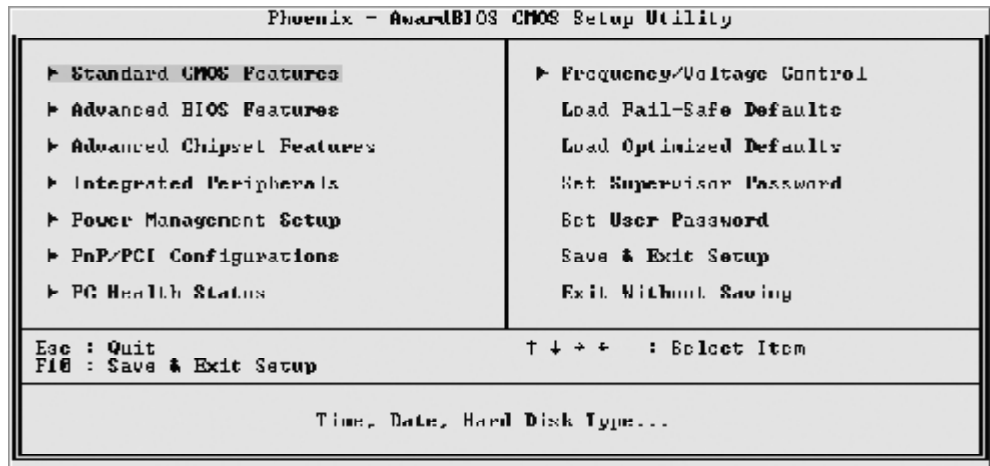 Phoenix - AwardBIOS CMOS Setup Utility
► Standard CMOS Features
► Advanced BIOS Features
► Advanced Chipset Features
► Integrated Peripherals
► Power Management Setup
► PnP/PCI Configurations
► PC Health Status
► Frequency/Voltage Control
Load Fail-Safe Defaults
Load Optimized Defaults
Set Supervisor Password
Set User Password
Save & Exit Setup
Exit Without Saving
Esc : Quit
F10 : Save & Exit Setup
↑ ↓ → ← : Select Item
Time, Date, Hard Disk Type...